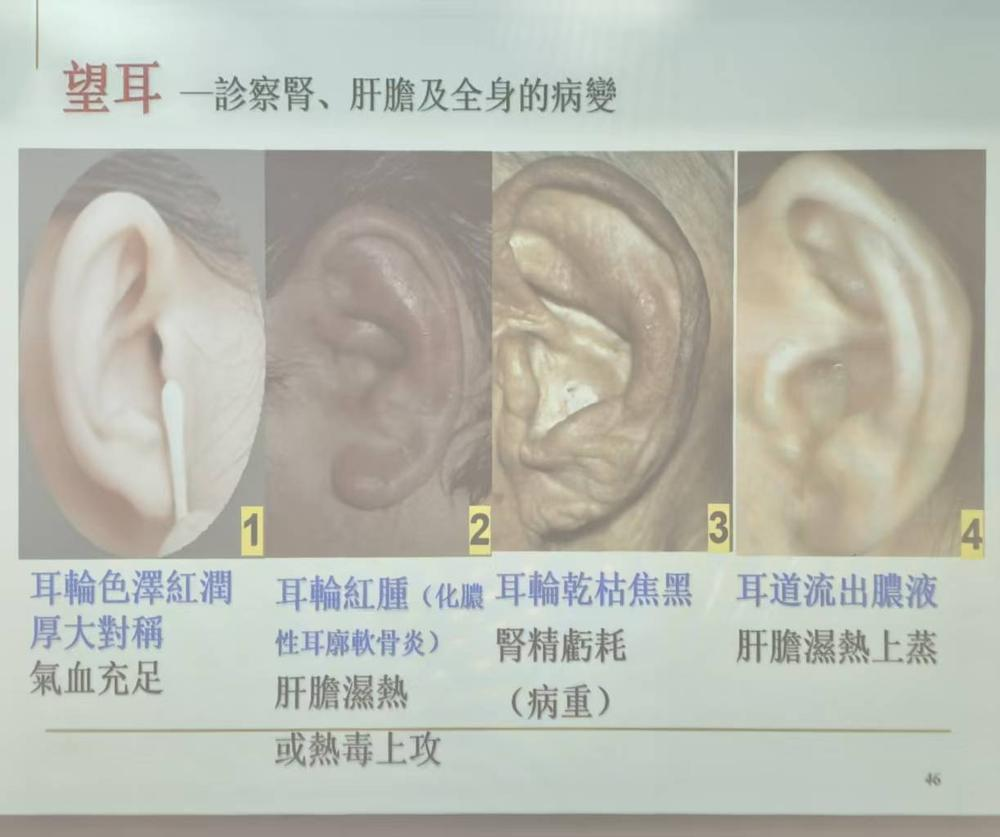 望耳 —診察腎、肝膽及全身的病變
1
2
3
4
耳輪色澤紅潤
厚大對稱
氣血充足
耳輪紅腫（化膿
性耳廓軟骨炎）
肝膽濕熱
或熱毒上攻
耳輪乾枯焦黑
腎精虧耗
（病重）
耳道流出膿液
肝膽濕熱上蒸
46